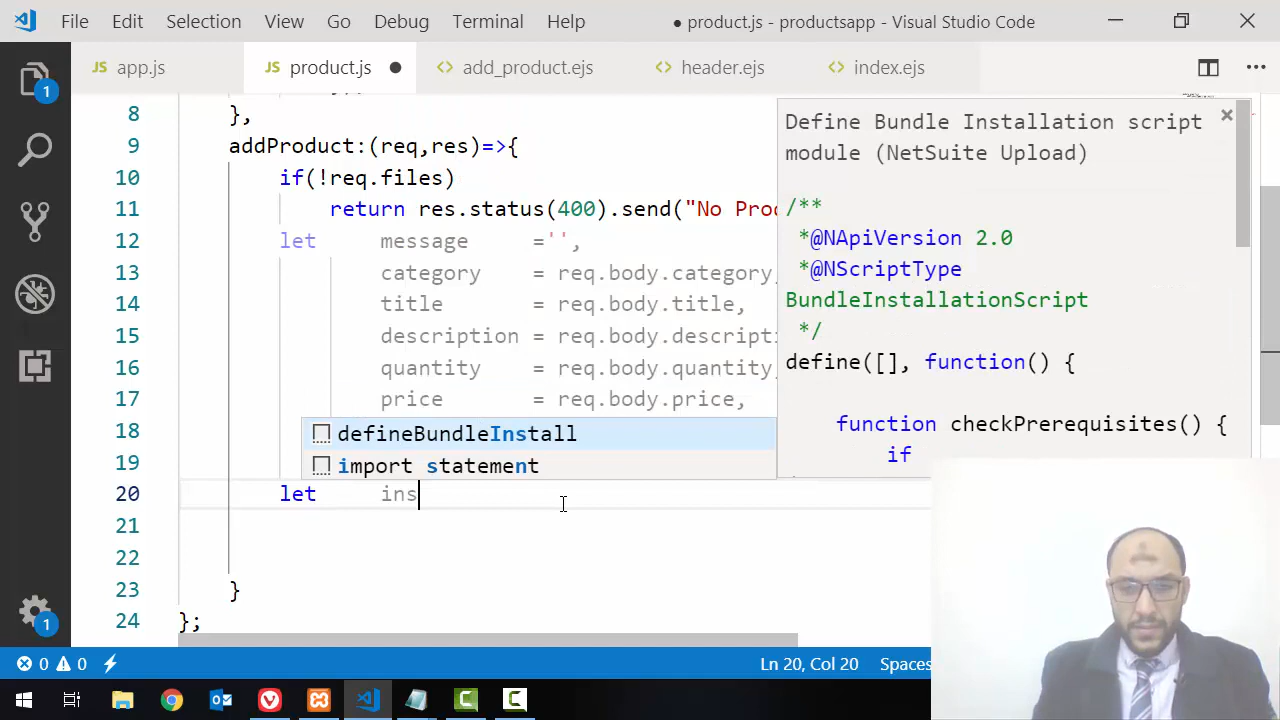 File Edit Selection View Go Debug Terminal Help ● product.js - productsapp - Visual Studio Code
JS app.js JS product.js ● <> add_product.ejs <> header.ejs <> index.ejs ...
8 },
9 addProduct:(req,res)=>{
10 if(!req.files)
11 return res.status(400).send("No Pro
12 let message ='',
13 category = req.body.category,
14 title = req.body.title,
15 description = req.body.descripti
16 quantity = req.body.quantity,
17 price = req.body.price,
18
19
20 let ins
21
22
23 }
24 };
defineBundleInstall
import statement
Define Bundle Installation script
module (NetSuite Upload)
/**
*@NApiVersion 2.0
*@NScriptType
BundleInstallationScript
*/
define([], function() {
function checkPrerequisites() {
if
1
1
0 0 Ln 20, Col 20 Spaces